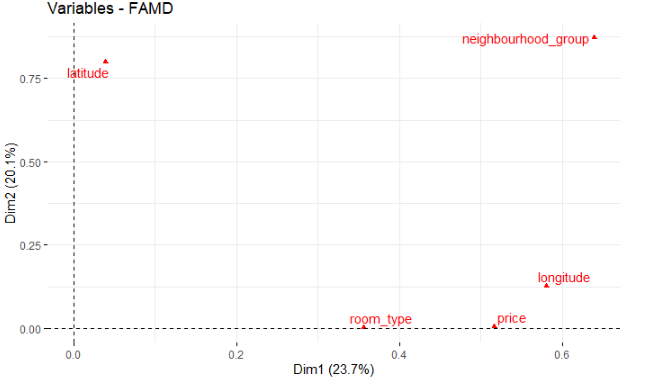 Variables - FAMD
neighbourhood_group
latitude
0.75
0.50
Dim2 (20.1%)
0.25
longitude
room_type
price
0.00
0.0
0.2
0.4
0.6
Dim1 (23.7%)